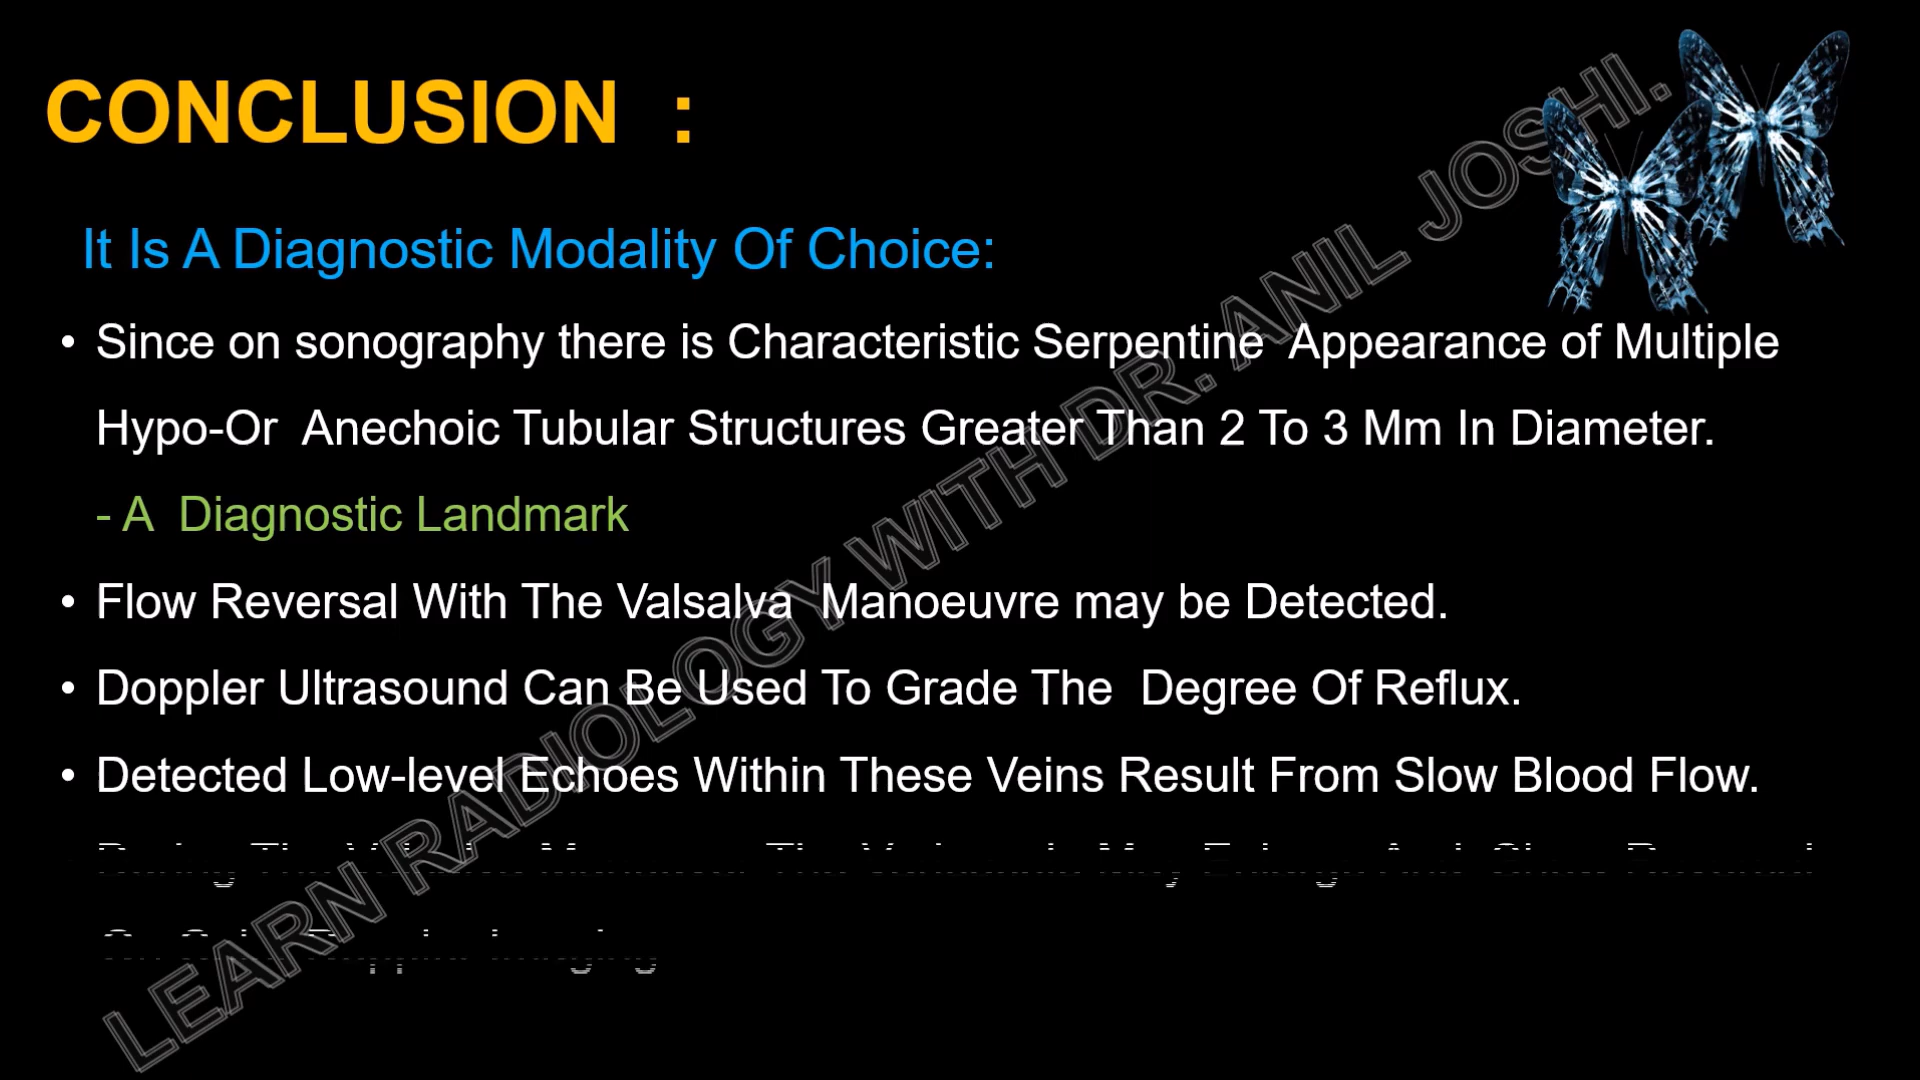 CONCLUSION :
It Is A Diagnostic Modality Of Choice:
• Since on sonography there is Characteristic Serpentine Appearance of Multiple
Hypo-Or Anechoic Tubular Structures Greater Than 2 To 3 Mm In Diameter.
- A Diagnostic Landmark
• Flow Reversal With The Valsalva Manoeuvre may be Detected.
• Doppler Ultrasound Can Be Used To Grade The Degree Of Reflux.
• Detected Low-level Echoes Within These Veins Result From Slow Blood Flow.
LEARN RADIOLOGY WITH DR. ANIL JOSHI.